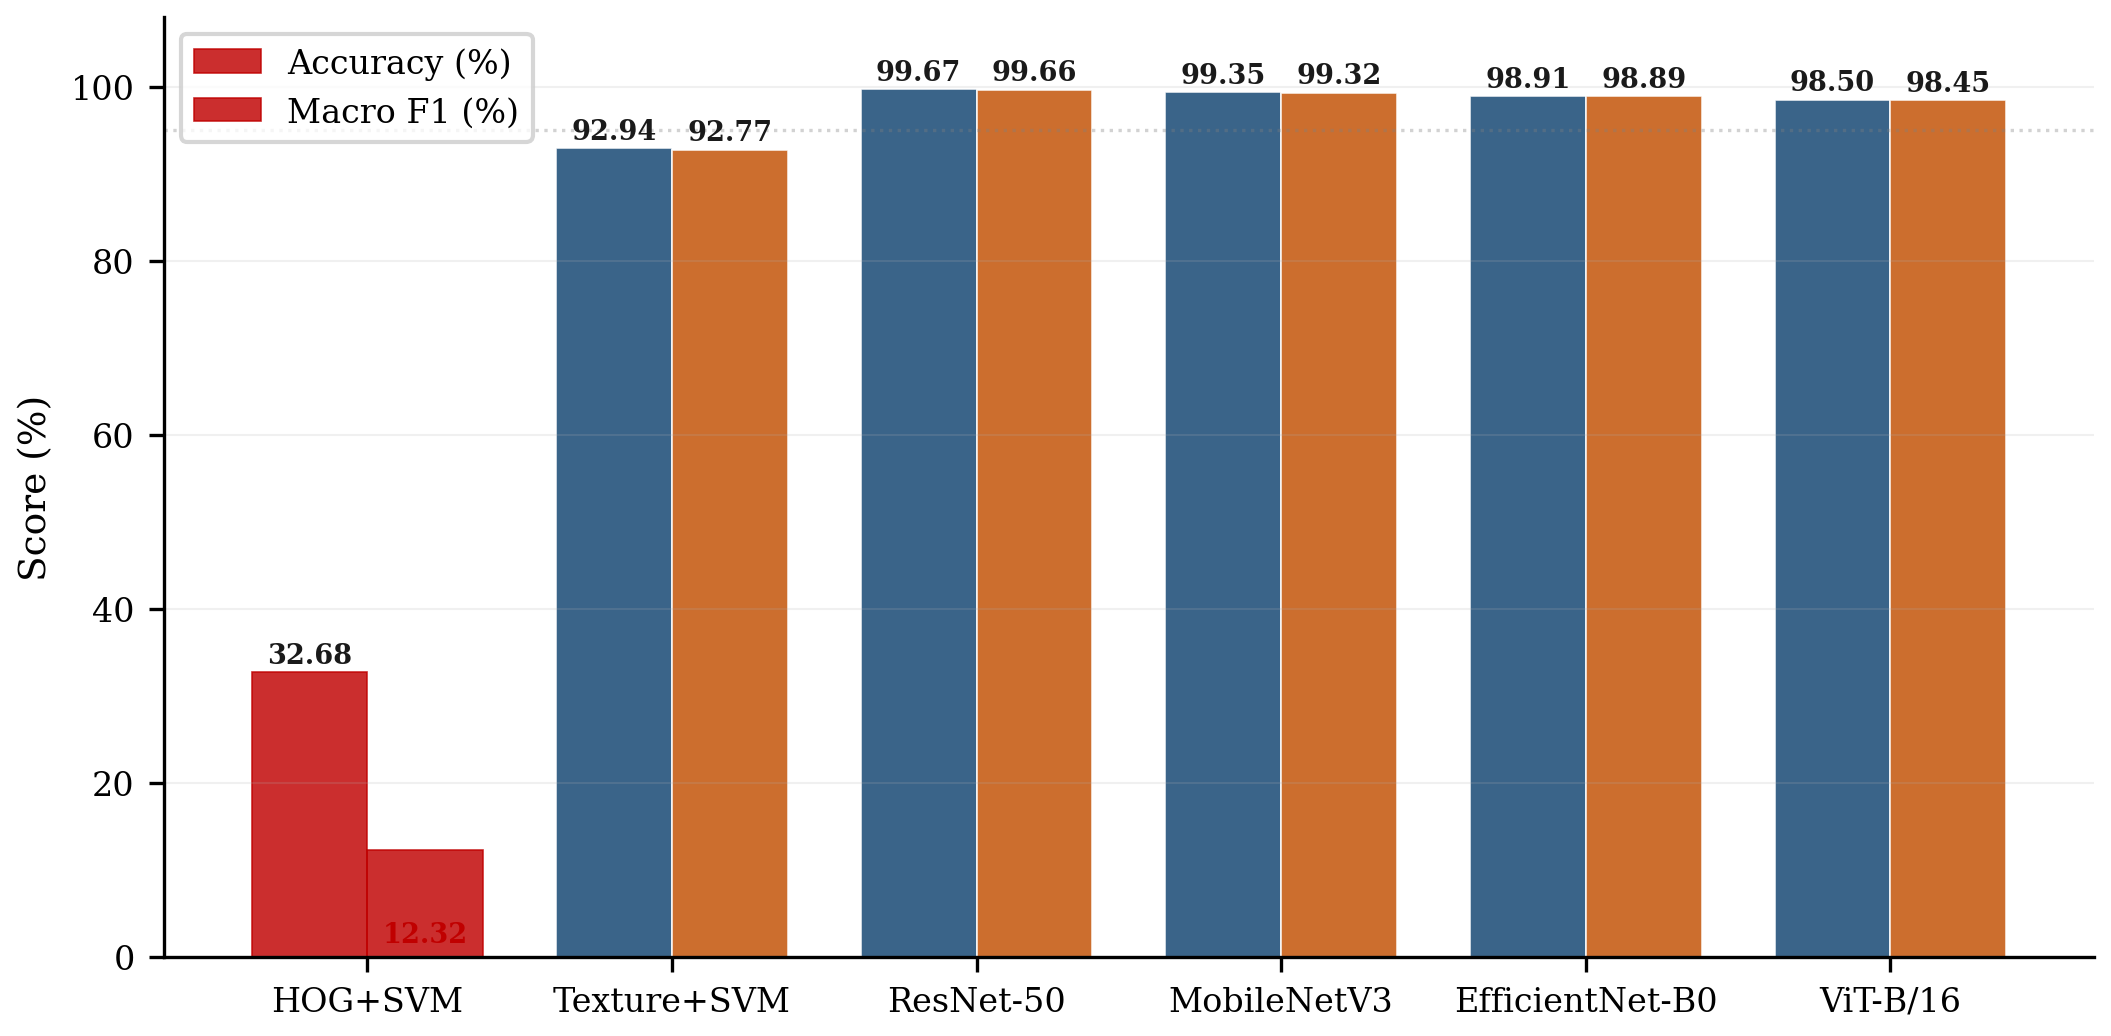 Accuracy (%)
Macro F1 (%)
Score (%)
100
80
60
40
20
0
32.68
12.32
92.94
92.77
99.67
99.66
99.35
99.32
98.91
98.89
98.50
98.45
HOG+SVM
Texture+SVM
ResNet-50
MobileNetV3
EfficientNet-B0
ViT-B/16